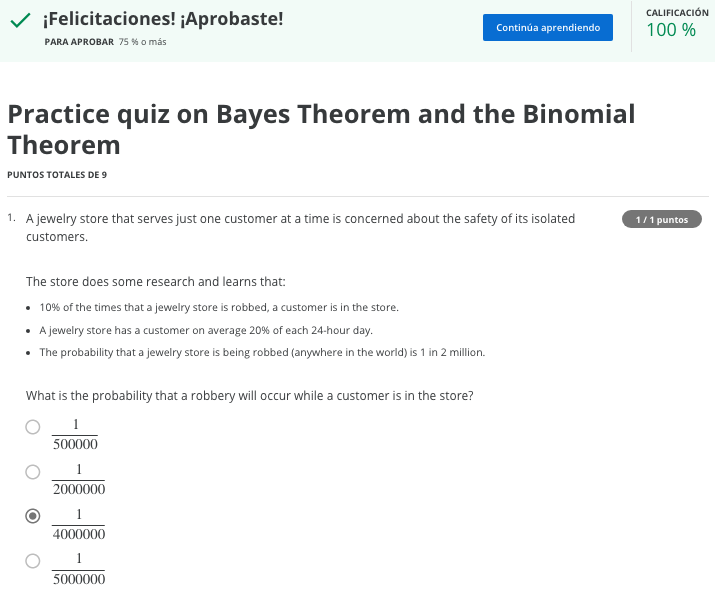 ¡Felicitaciones! ¡Aprobaste!
PARA APROBAR 75 % o más
Continúa aprendiendo
CALIFICACIÓN
100 %
Practice quiz on Bayes Theorem and the Binomial
Theorem
PUNTOS TOTALES DE 9
1. A jewelry store that serves just one customer at a time is concerned about the safety of its isolated
customers.
1 / 1 puntos
The store does some research and learns that:
• 10% of the times that a jewelry store is robbed, a customer is in the store.
• A jewelry store has a customer on average 20% of each 24-hour day.
• The probability that a jewelry store is being robbed (anywhere in the world) is 1 in 2 million.
What is the probability that a robbery will occur while a customer is in the store?
1
500000
1
2000000
1
4000000
1
5000000